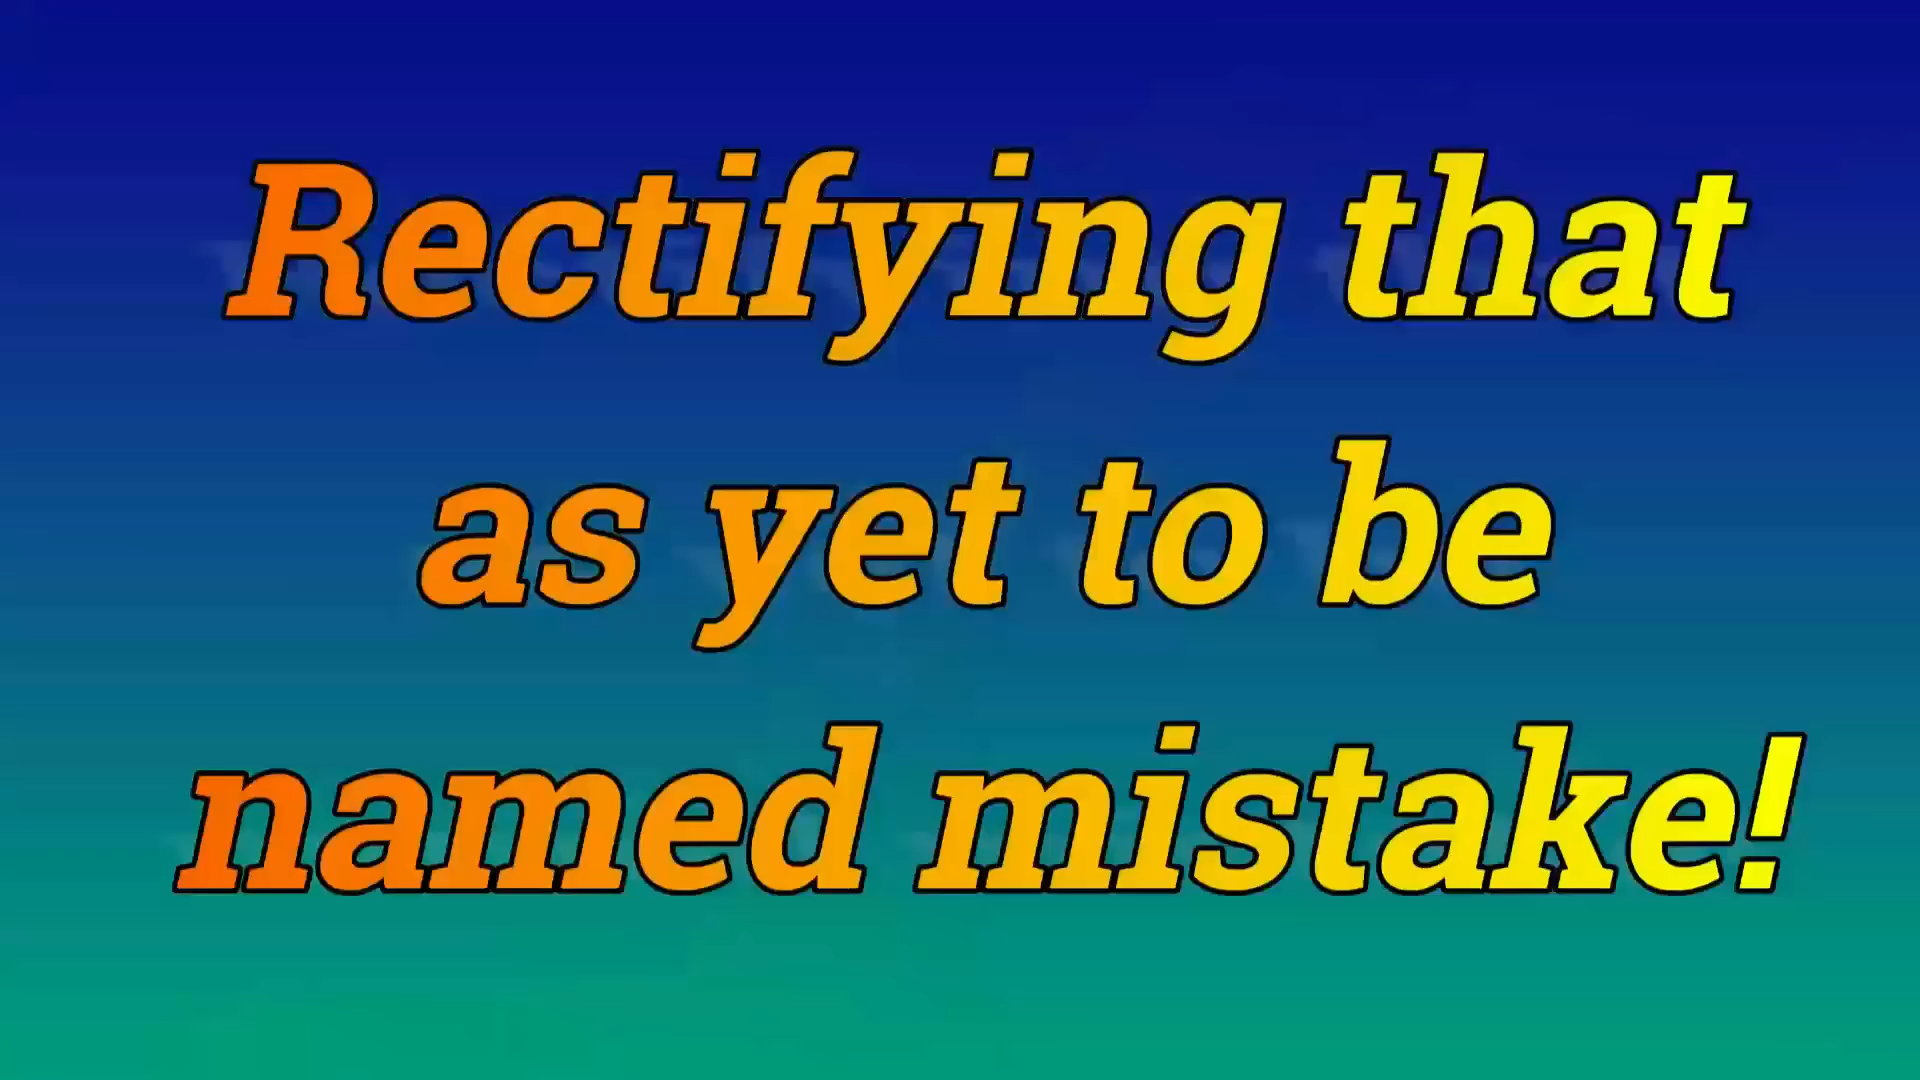 Rectifying that
as yet to be
named mistake!